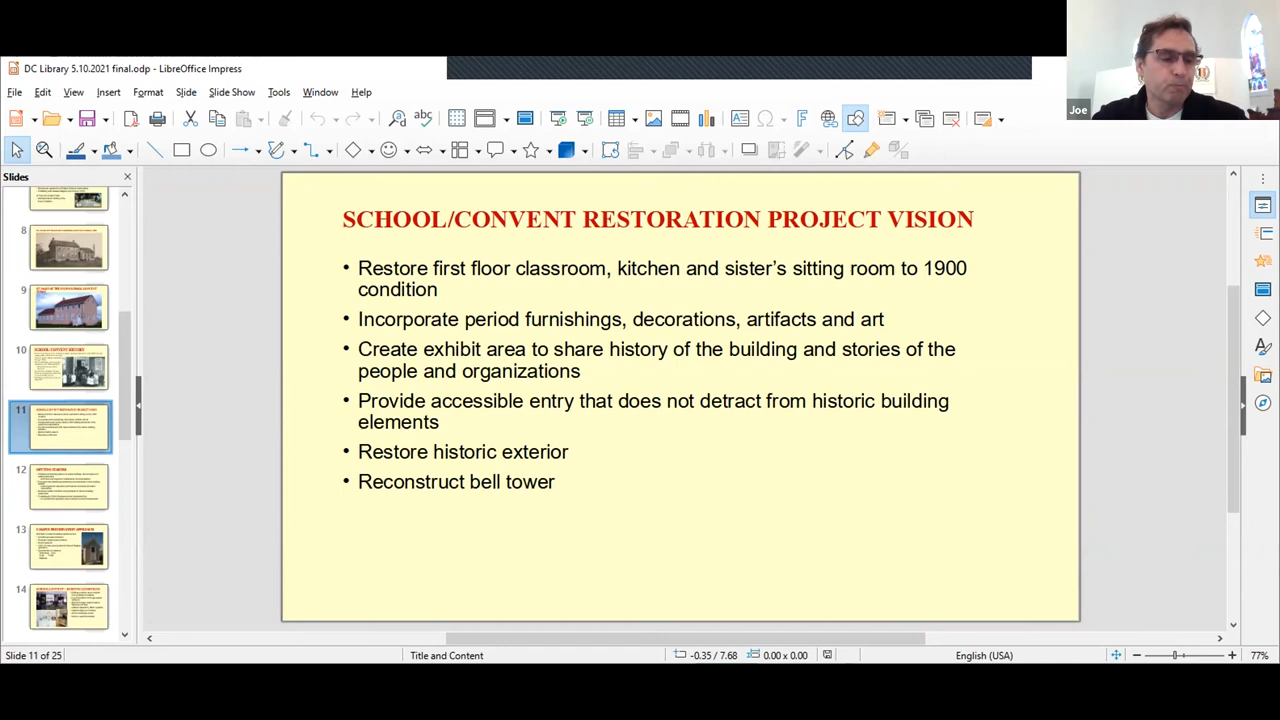 DC Library 5.10.2021 final.odp - LibreOffice Impress
Joe
File Edit View Insert Format Slide Slide Show Tools Window Help
Slides
SCHOOL/CONVENT RESTORATION PROJECT VISION
• Restore first floor classroom, kitchen and sister’s sitting room to 1900
condition
• Incorporate period furnishings, decorations, artifacts and art
• Create exhibit area to share history of the building and stories of the
people and organizations
• Provide accessible entry that does not detract from historic building
elements
• Restore historic exterior
• Reconstruct bell tower
8
9
10
11
12
13
14
Slide 11 of 25 Title and Content -0.35 / 7.68 0.00 x 0.00 English (USA) 77%